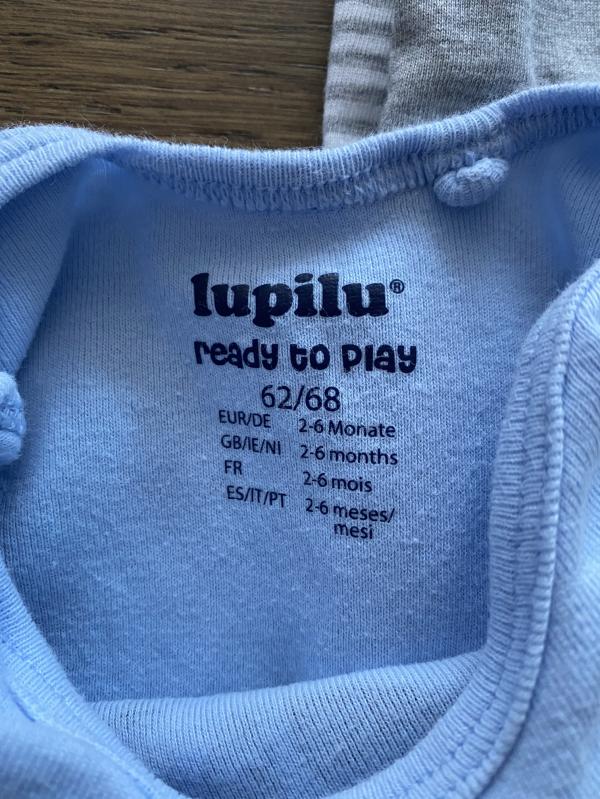 lupilu®
ready to play
62/68
EUR/DE 2-6 Monate
GB/IE/NI 2-6 months
FR 2-6 mois
ES/IT/PT 2-6 meses/
mesi